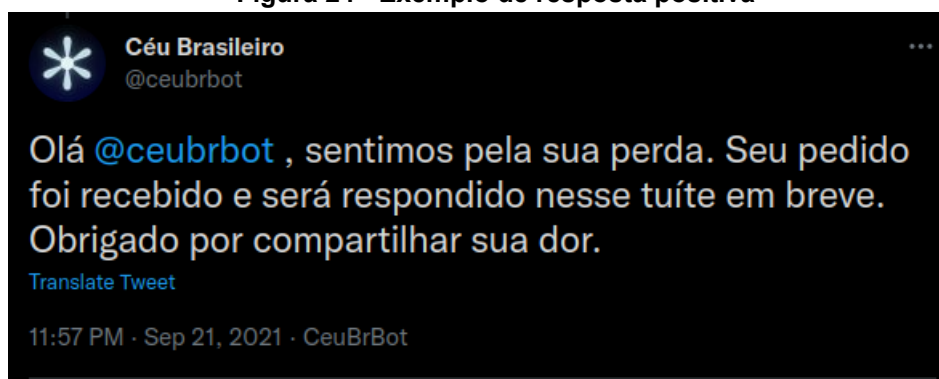 Figura 24 - Exemplo de resposta positiva
Céu Brasileiro
@ceubrbot
Olá @ceubrbot , sentimos pela sua perda. Seu pedido
foi recebido e será respondido nesse tuíte em breve.
Obrigado por compartilhar sua dor.
Translate Tweet
11:57 PM · Sep 21, 2021 · CeuBrBot